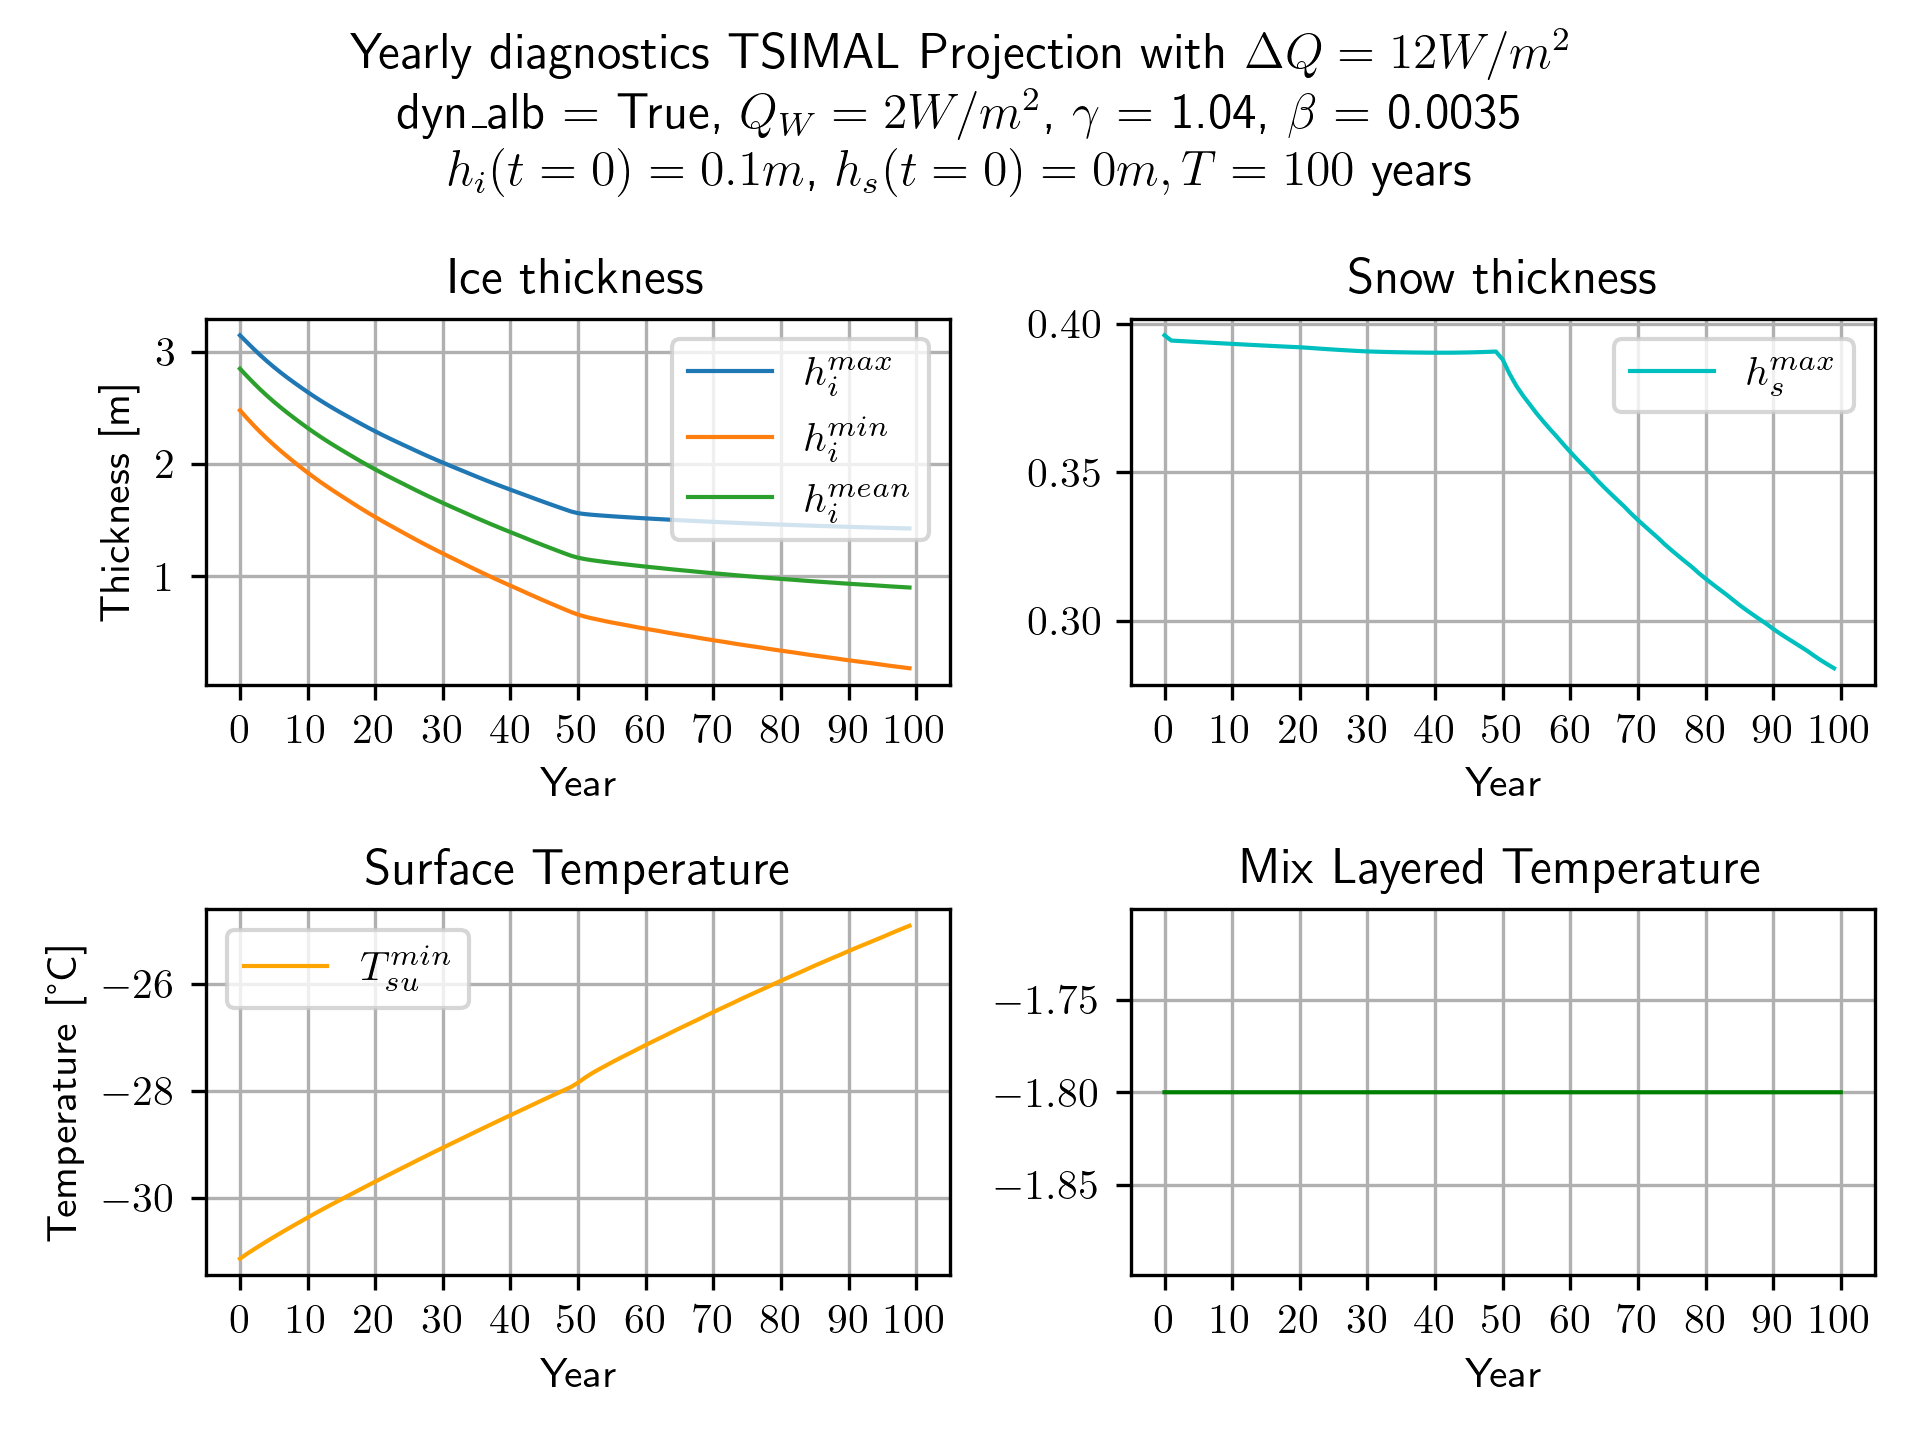 Yearly diagnostics TSIMAL Projection with ΔQ = 12W/m²
dyn_alb = True, Q_W = 2W/m², γ = 1.04, β = 0.0035
h_i(t = 0) = 0.1m, h_s(t = 0) = 0m, T = 100 years
Ice thickness
Thickness [m]
3
2
1
h_i^max
h_i^min
h_i^mean
0 10 20 30 40 50 60 70 80 90 100
Year
Snow thickness
0.40
0.35
0.30
h_s^max
0 10 20 30 40 50 60 70 80 90 100
Year
Surface Temperature
Temperature [°C]
−26
−28
−30
T_su^min
0 10 20 30 40 50 60 70 80 90 100
Year
Mix Layered Temperature
−1.75
−1.80
−1.85
0 10 20 30 40 50 60 70 80 90 100
Year